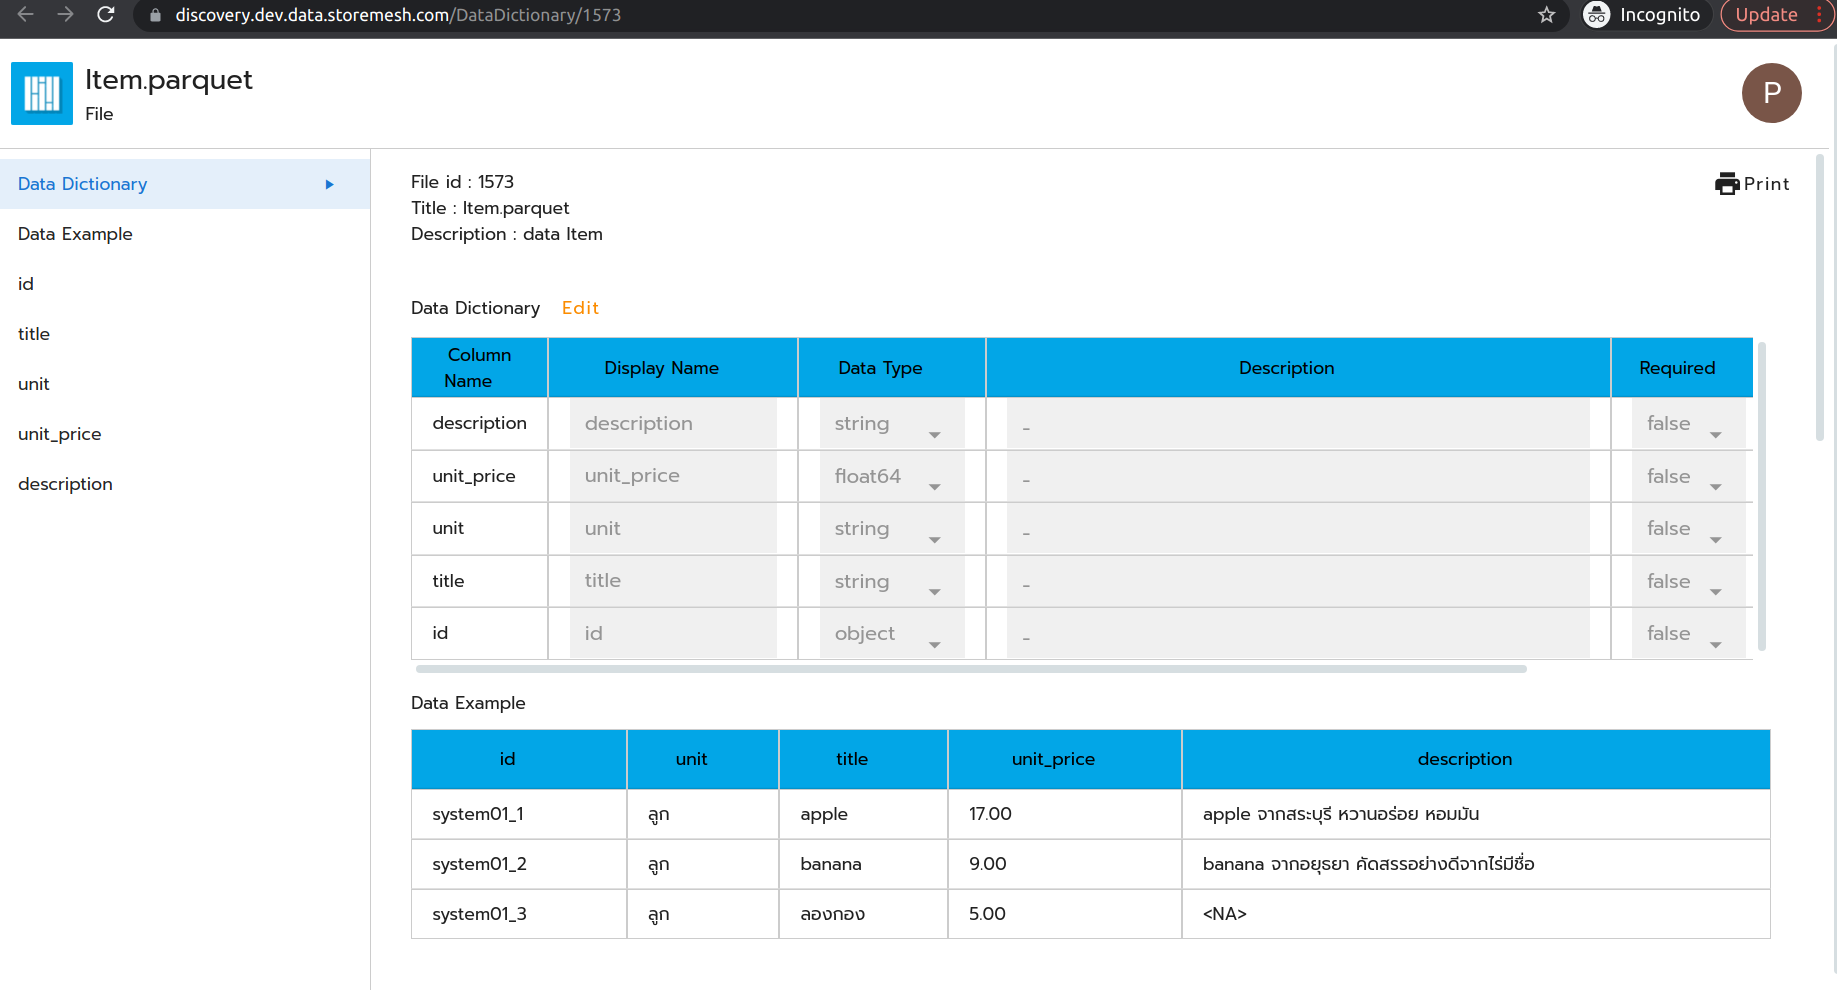 discovery.dev.data.storemesh.com/DataDictionary/1573
Incognito
Update
Item.parquet
File
P
Data Dictionary
Data Example
id
title
unit
unit_price
description
File id : 1573
Title : Item.parquet
Description : data Item
Print
Data Dictionary Edit
Column Name Display Name Data Type Description Required
description description string - false
unit_price unit_price float64 - false
unit unit string - false
title title string - false
id id object - false
Data Example
id unit title unit_price description
system01_1 ลูก apple 17.00 apple จากสระบุรี หวานอร่อย หอมมัน
system01_2 ลูก banana 9.00 banana จากอยุธยา คัดสรรอย่างดีจากไร่มีชื่อ
system01_3 ลูก ลองกอง 5.00 <NA>